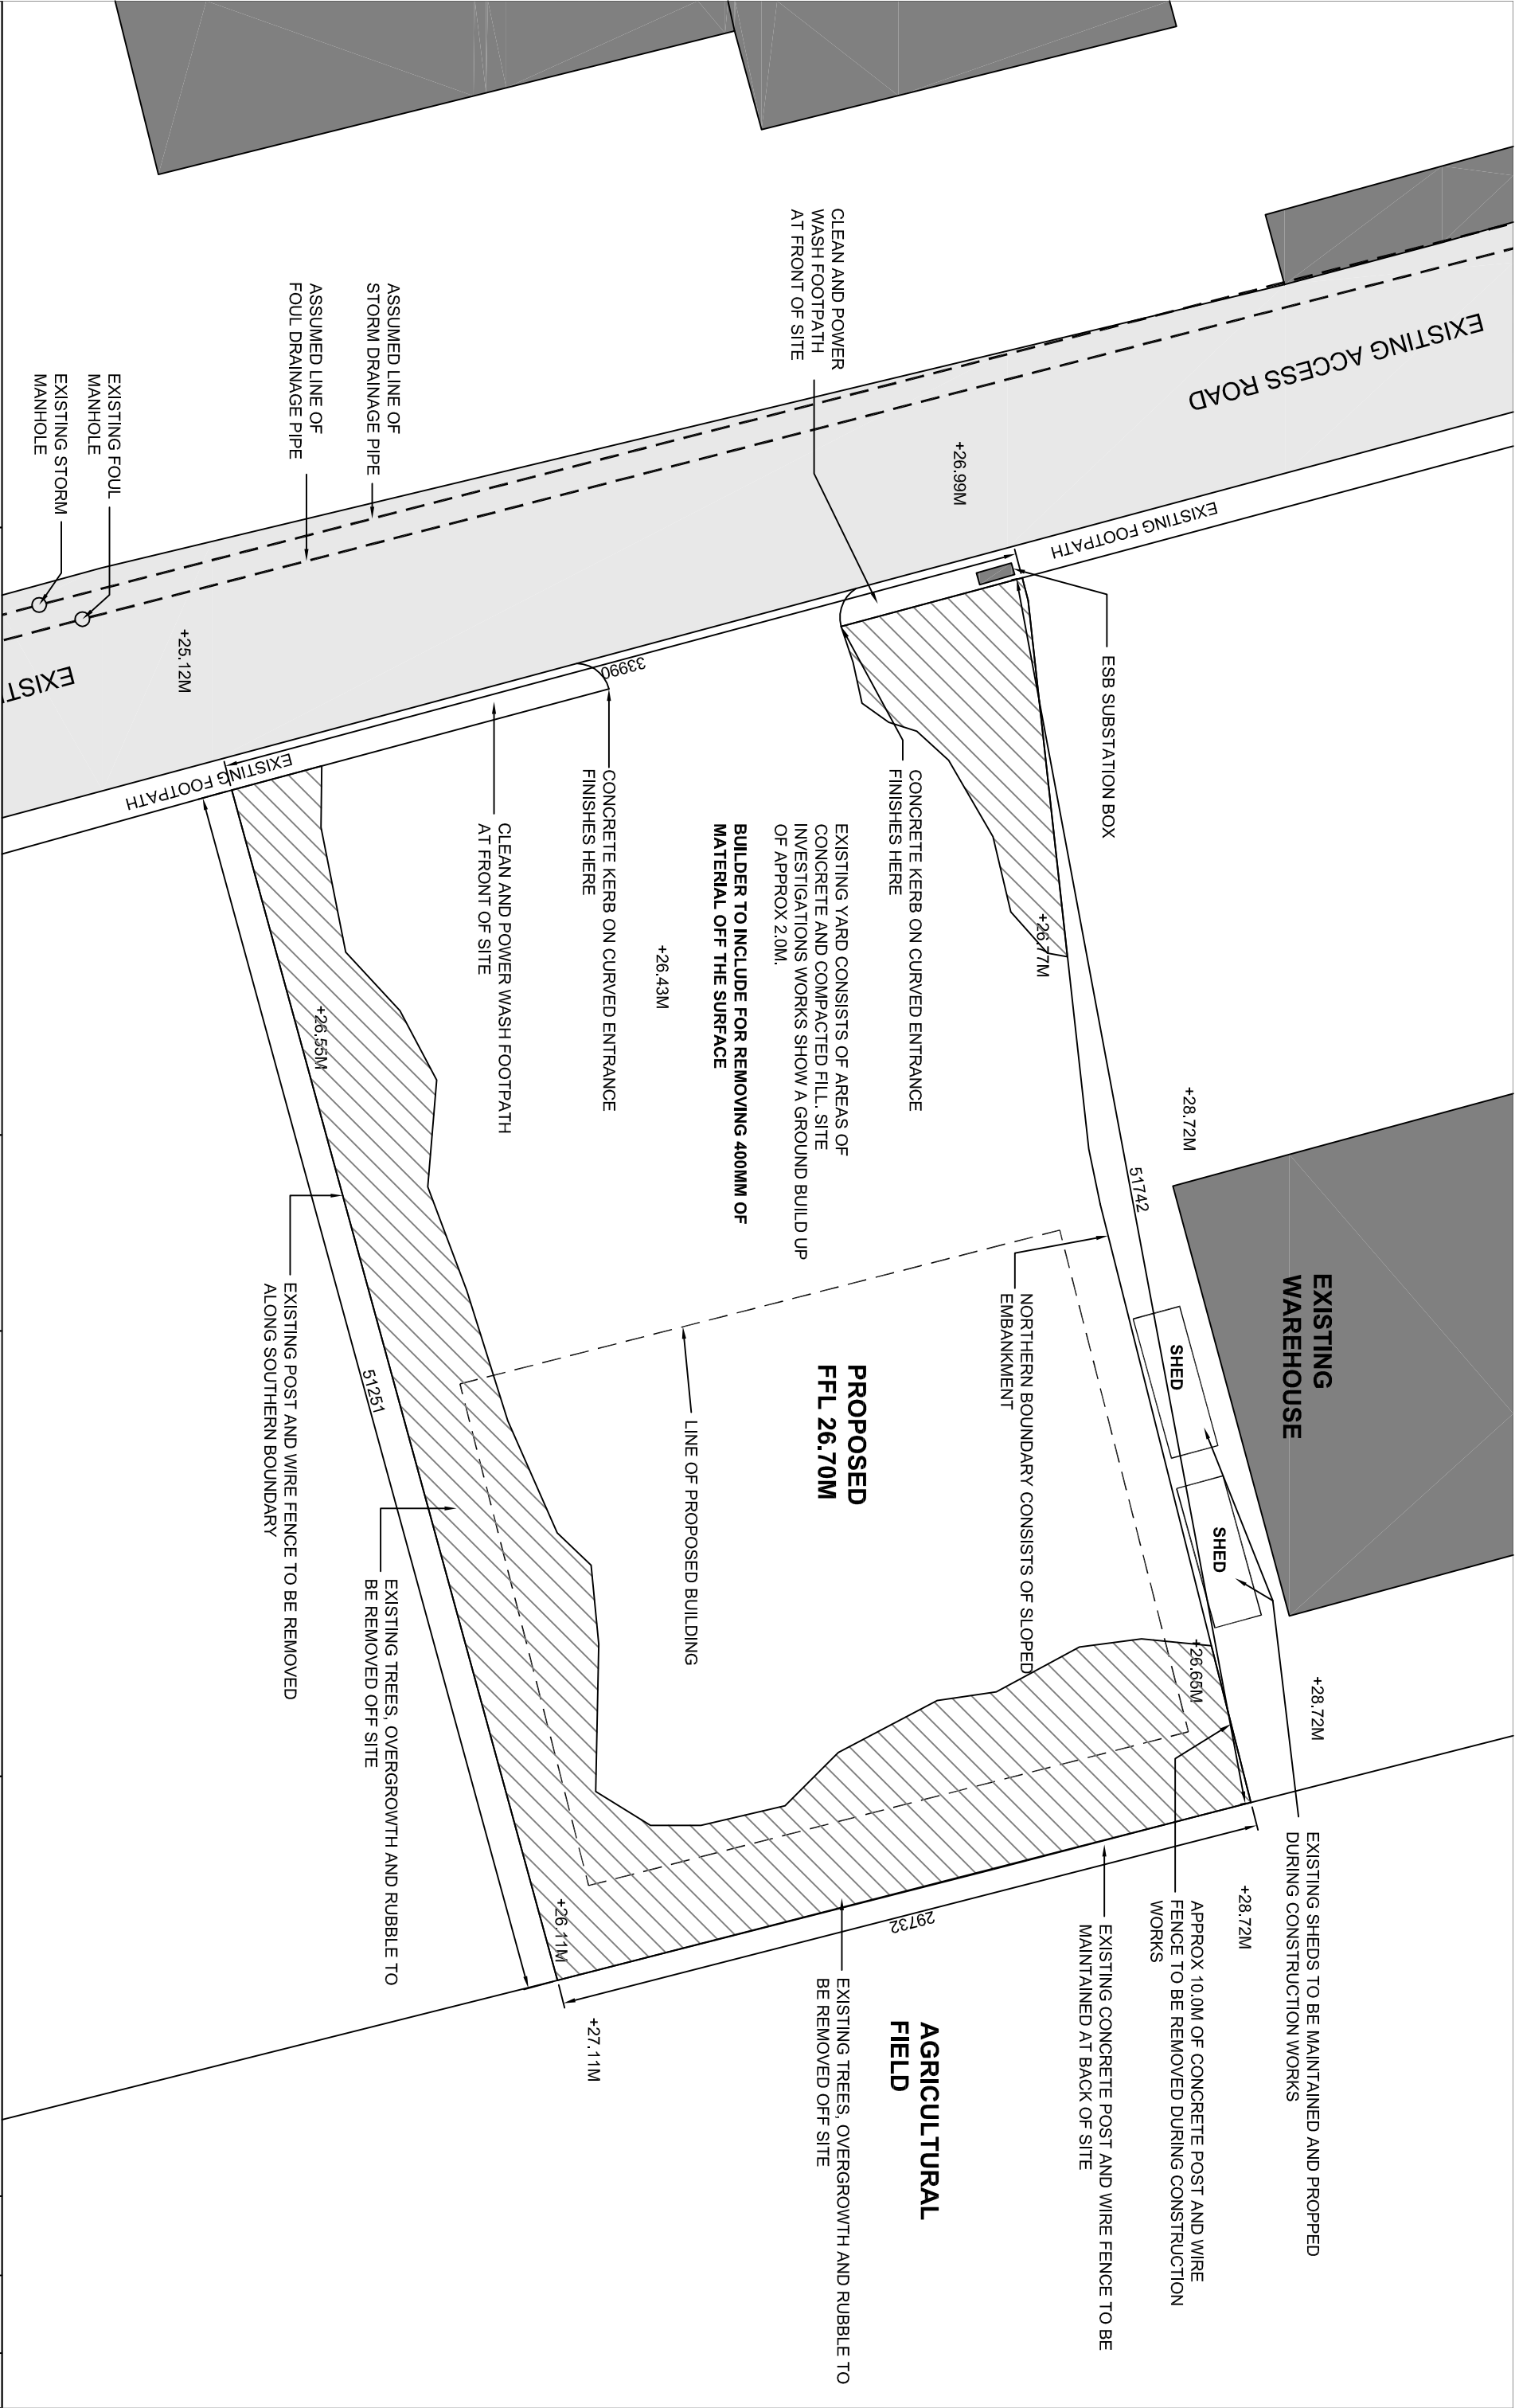 EXISTING ACCESS ROAD
EXISTING FOOTPATH
CLEAN AND POWER
WASH FOOTPATH
AT FRONT OF SITE
+26.99M
ASSUMED LINE OF
STORM DRAINAGE PIPE
ASSUMED LINE OF
FOUL DRAINAGE PIPE
EXISTING FOUL
MANHOLE
EXISTING STORM
MANHOLE
+25.12M
EXIST
EXISTING FOOTPATH
33990
ESB SUBSTATION BOX
CONCRETE KERB ON CURVED ENTRANCE
FINISHES HERE
EXISTING YARD CONSISTS OF AREAS OF
CONCRETE AND COMPACTED FILL. SITE
INVESTIGATIONS WORKS SHOW A GROUND BUILD UP
OF APPROX 2.0M.
BUILDER TO INCLUDE FOR REMOVING 400MM OF
MATERIAL OFF THE SURFACE
+26.43M
CONCRETE KERB ON CURVED ENTRANCE
FINISHES HERE
CLEAN AND POWER WASH FOOTPATH
AT FRONT OF SITE
+26.77M
+26.55M
+28.72M
51742
EXISTING
WAREHOUSE
SHED
SHED
NORTHERN BOUNDARY CONSISTS OF SLOPED
EMBANKMENT
PROPOSED
FFL 26.70M
LINE OF PROPOSED BUILDING
51251
EXISTING POST AND WIRE FENCE TO BE REMOVED
ALONG SOUTHERN BOUNDARY
EXISTING TREES, OVERGROWTH AND RUBBLE TO
BE REMOVED OFF SITE
+26.65M
+28.72M
EXISTING SHEDS TO BE MAINTAINED AND PROPPED
DURING CONSTRUCTION WORKS
+28.72M
APPROX 10.0M OF CONCRETE POST AND WIRE
FENCE TO BE REMOVED DURING CONSTRUCTION
WORKS
EXISTING CONCRETE POST AND WIRE FENCE TO BE
MAINTAINED AT BACK OF SITE
29732
AGRICULTURAL
FIELD
EXISTING TREES, OVERGROWTH AND RUBBLE TO
BE REMOVED OFF SITE
+26.11M
+27.11M